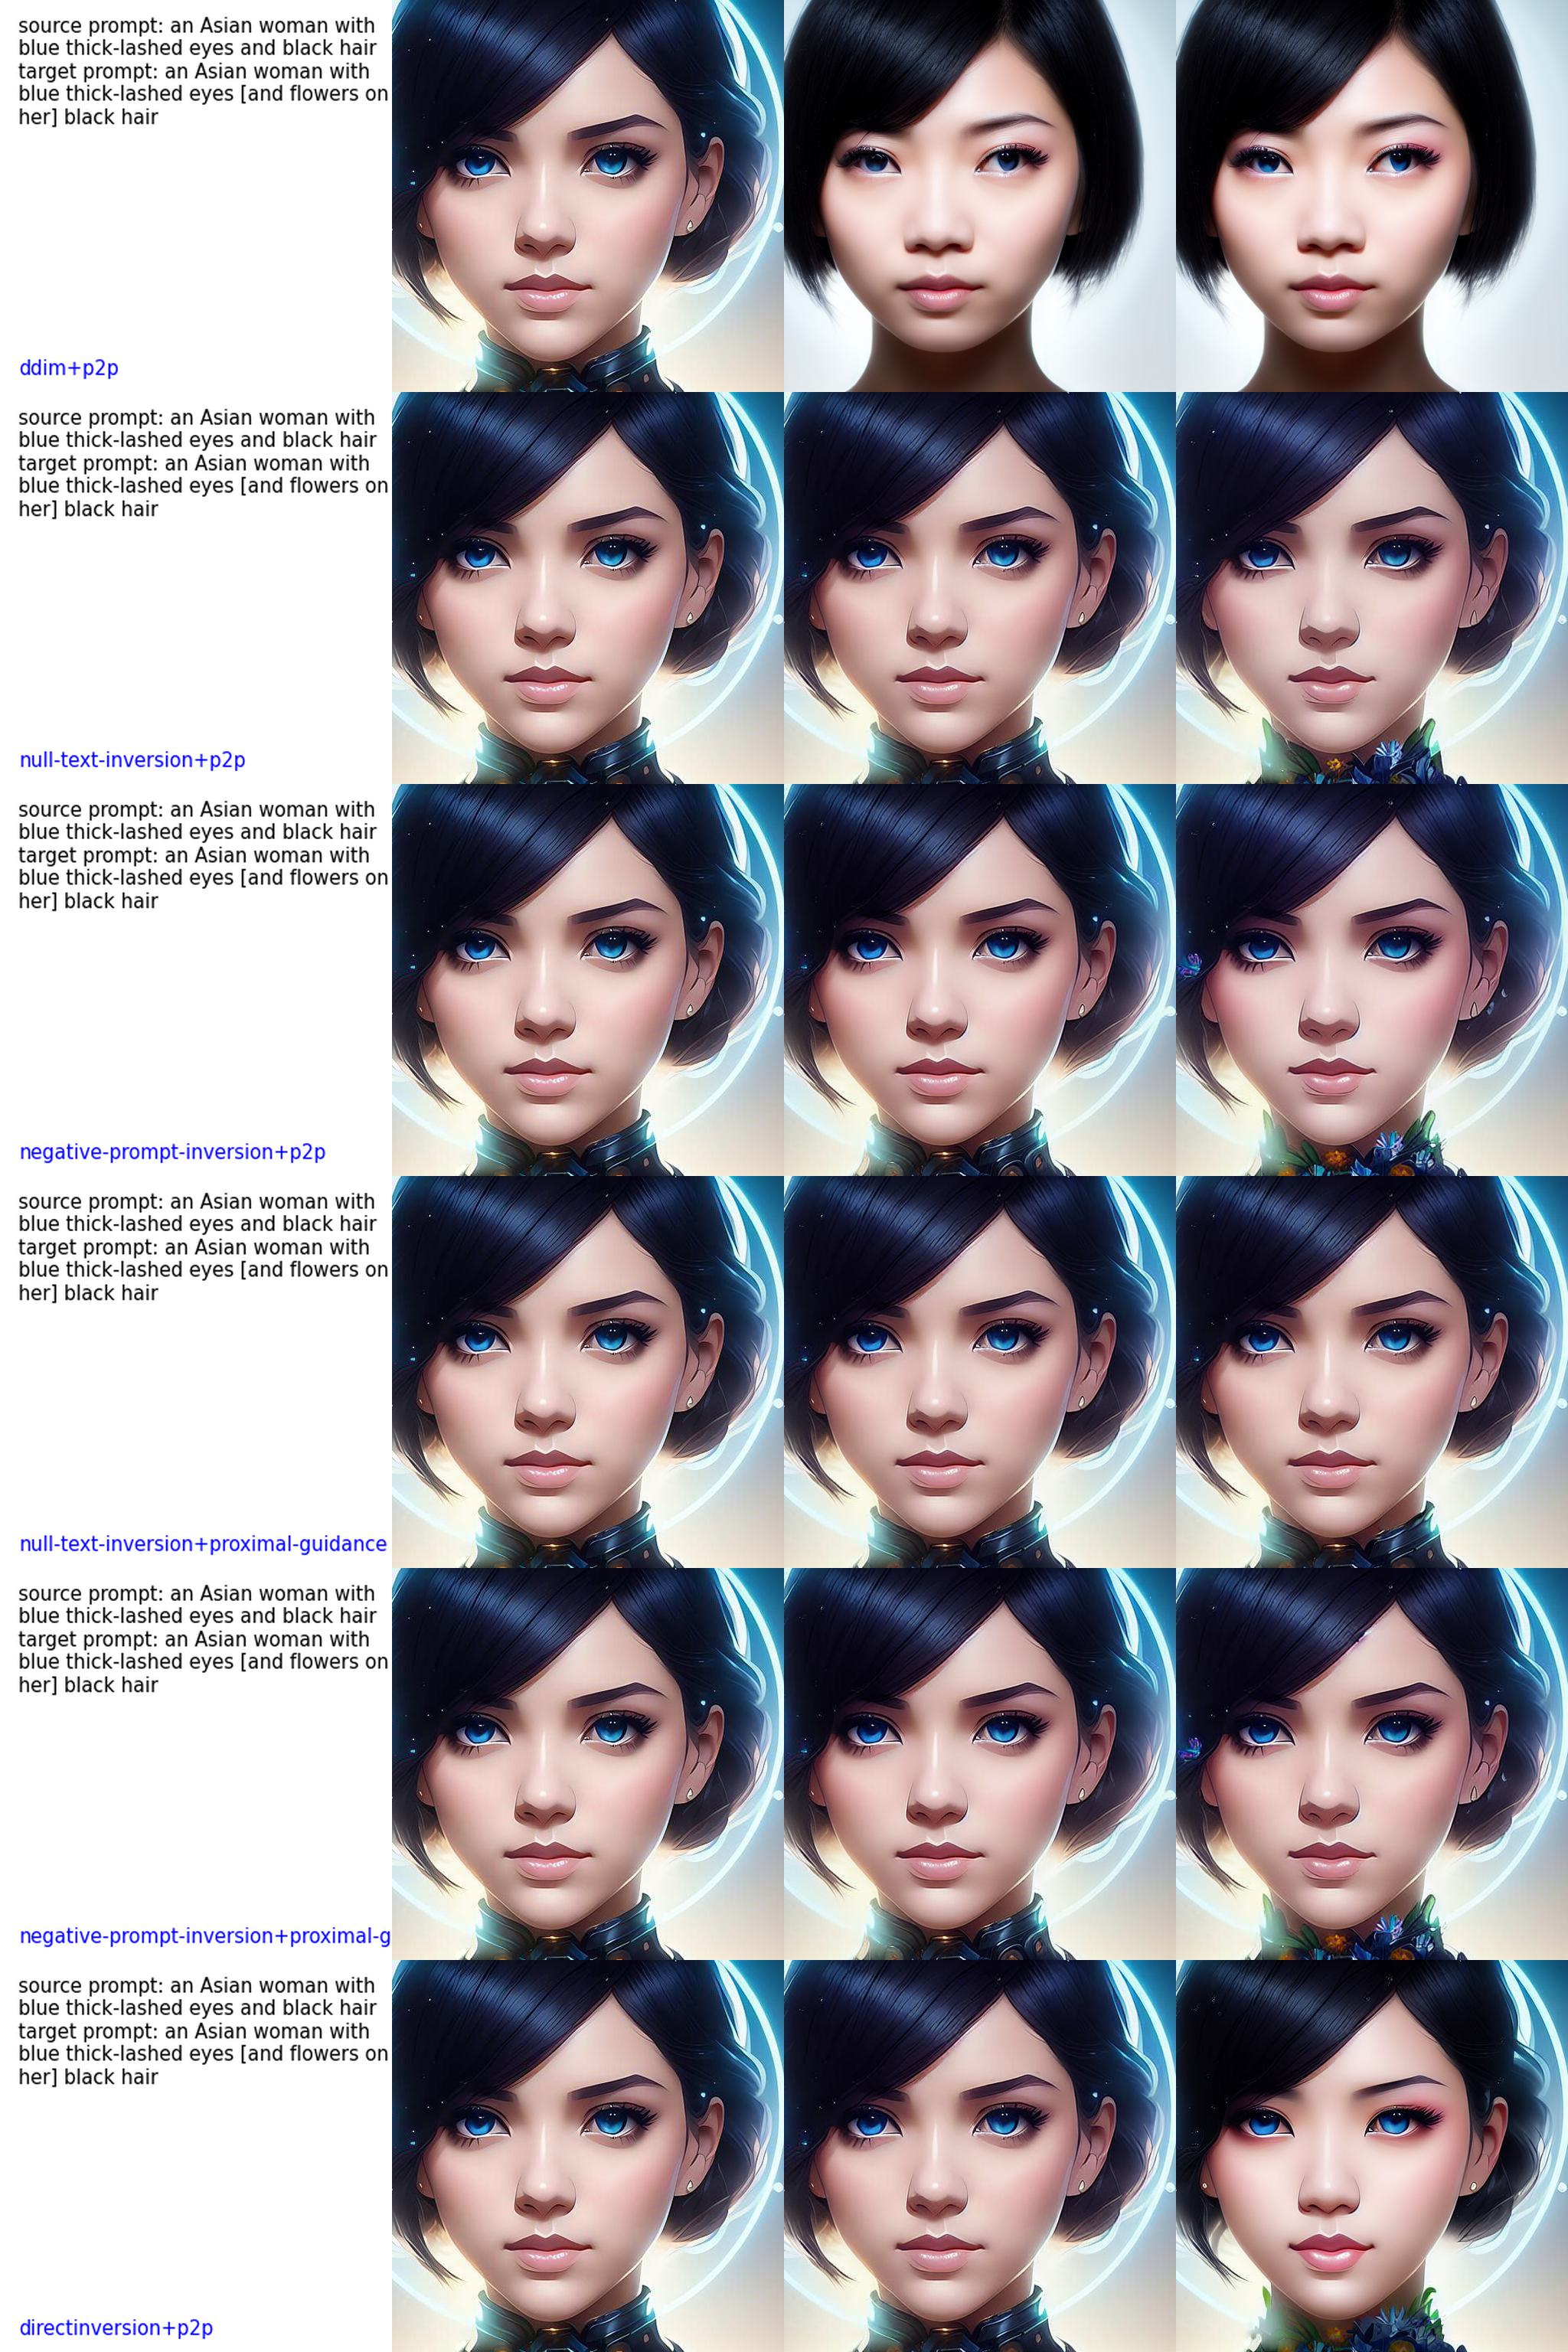 source prompt: an Asian woman with
blue thick-lashed eyes and black hair
target prompt: an Asian woman with
blue thick-lashed eyes [and flowers on
her] black hair
ddim+p2p
source prompt: an Asian woman with
blue thick-lashed eyes and black hair
target prompt: an Asian woman with
blue thick-lashed eyes [and flowers on
her] black hair
null-text-inversion+p2p
source prompt: an Asian woman with
blue thick-lashed eyes and black hair
target prompt: an Asian woman with
blue thick-lashed eyes [and flowers on
her] black hair
negative-prompt-inversion+p2p
source prompt: an Asian woman with
blue thick-lashed eyes and black hair
target prompt: an Asian woman with
blue thick-lashed eyes [and flowers on
her] black hair
null-text-inversion+proximal-guidance
source prompt: an Asian woman with
blue thick-lashed eyes and black hair
target prompt: an Asian woman with
blue thick-lashed eyes [and flowers on
her] black hair
negative-prompt-inversion+proximal-g
source prompt: an Asian woman with
blue thick-lashed eyes and black hair
target prompt: an Asian woman with
blue thick-lashed eyes [and flowers on
her] black hair
directinversion+p2p